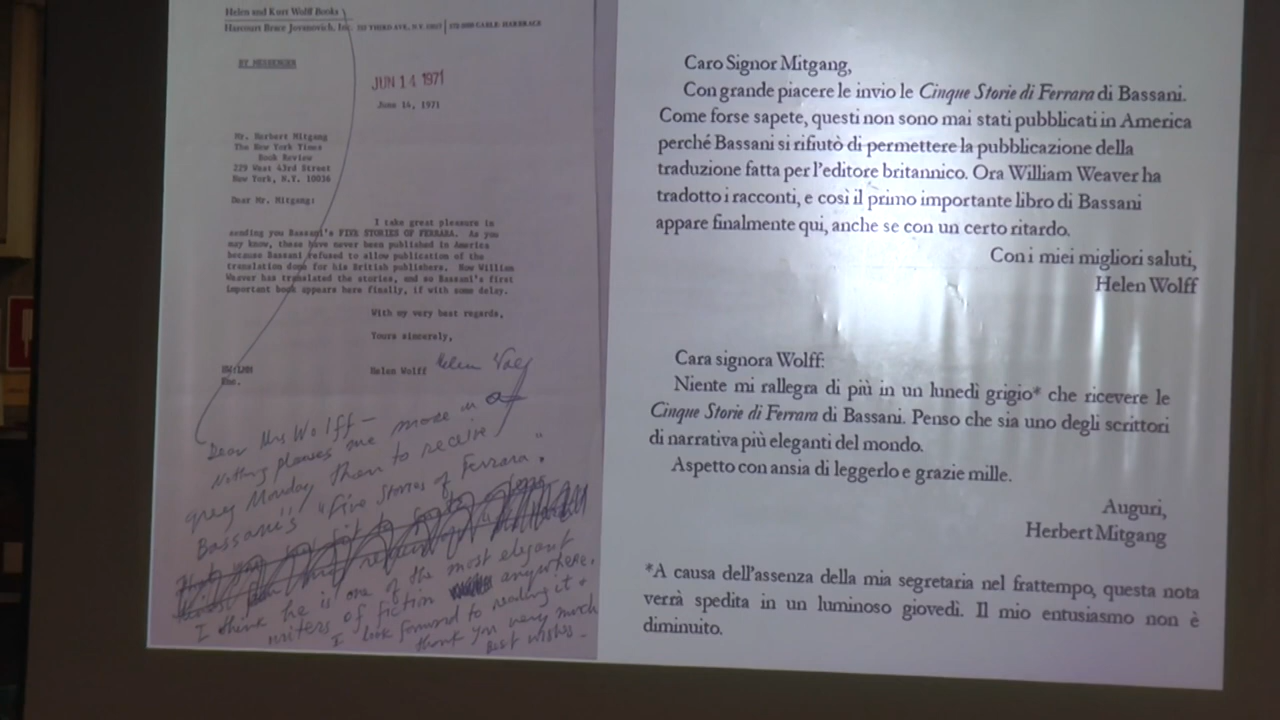 Helen and Kurt Wolff Books
Harcourt Brace Jovanovich, Inc. 757 THIRD AVE, N.Y. 10017 | 572-5000 CABLE: HARBRACE
BY MESSENGER
JUN 14 1971
June 14, 1971
Mr. Herbert Mitgang
The New York Times
Book Review
229 West 43rd Street
New York, N.Y. 10036
Dear Mr. Mitgang:
I take great pleasure in
sending you Bassani's FIVE STORIES OF FERRARA. As you
may know, these have never been published in America
because Bassani refused to allow publication of the
translation done for his British publishers. Now William
Weaver has translated the stories, and so Bassani's first
important book appears here finally, if with some delay.
With my very best regards,
Yours sincerely,
Helen Wolff Helen Wolff
Enc.
Dear Mrs Wolff —
Nothing pleases me more on a
grey Monday than to receive
Bassani's "Five Stories of Ferrara."
I think he is one of the most elegant
writers of fiction anywhere.
I look forward to reading it +
thank you very much
Best wishes —
Caro Signor Mitgang,
Con grande piacere le invio le Cinque Storie di Ferrara di Bassani.
Come forse sapete, questi non sono mai stati pubblicati in America
perché Bassani si rifiutò di permettere la pubblicazione della
traduzione fatta per l'editore britannico. Ora William Weaver ha
tradotto i racconti, e così il primo importante libro di Bassani
appare finalmente qui, anche se con un certo ritardo.
Con i miei migliori saluti,
Helen Wolff
Cara signora Wolff:
Niente mi rallegra di più in un lunedì grigio* che ricevere le
Cinque Storie di Ferrara di Bassani. Penso che sia uno degli scrittori
di narrativa più eleganti del mondo.
Aspetto con ansia di leggerlo e grazie mille.
Auguri,
Herbert Mitgang
*A causa dell'assenza della mia segretaria nel frattempo, questa nota
verrà spedita in un luminoso giovedì. Il mio entusiasmo non è
diminuito.